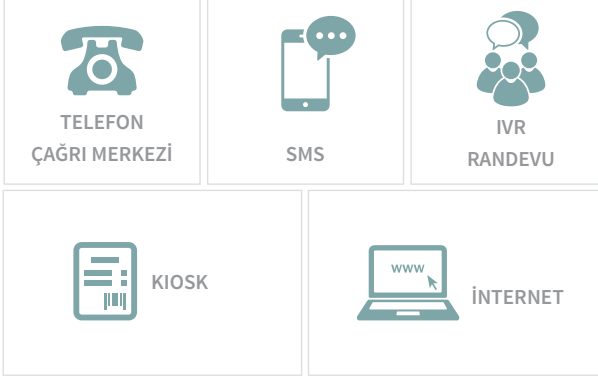 TELEFON
ÇAĞRI MERKEZİ
SMS
IVR
RANDEVU
KIOSK
www
İNTERNET